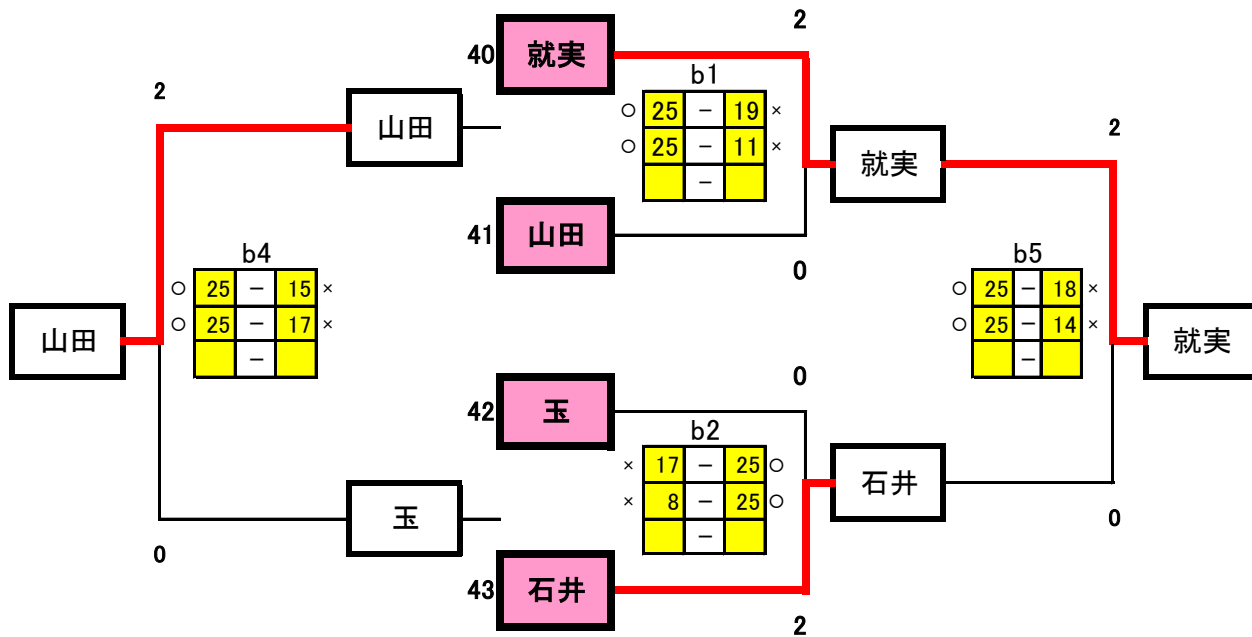 2
40 就実
b1
2
山田
○ 25 － 19 ×
○ 25 － 11 ×
－
2
就実
41 山田
0
b4
○ 25 － 15 ×
○ 25 － 17 ×
－
山田
b5
○ 25 － 18 ×
○ 25 － 14 ×
－
就実
0
42 玉
b2
× 17 － 25 ○
× 8 － 25 ○
－
石井
玉
0
0
43 石井
2